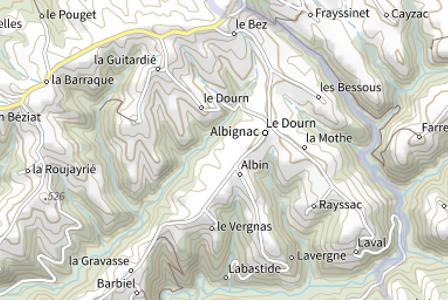 le Pouget
le Bez
Frayssinet
Cayzac
elles
la Guitardié
la Barraque
les Bessous
le Dourn
n Béziat
Le Dourn
Albignac
la Mothe
Farre
Albin
la Roujayrié
526
Rayssac
le Vergnas
Laval
Lavergne
la Gravasse
Labastide
Barbiel